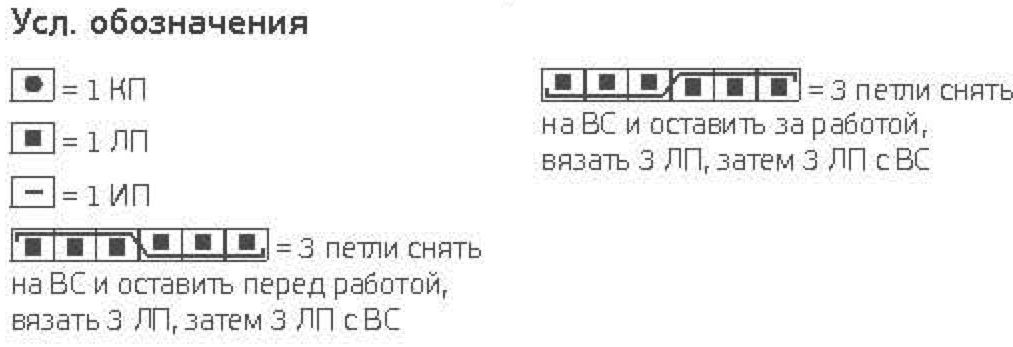 Усл. обозначения
= 1 КП
= 1 ЛП
= 1 ИП
= 3 петли снять
на ВС и оставить перед работой,
вязать 3 ЛП, затем 3 ЛП с ВС
= 3 петли снять
на ВС и оставить за работой,
вязать 3 ЛП, затем 3 ЛП с ВС